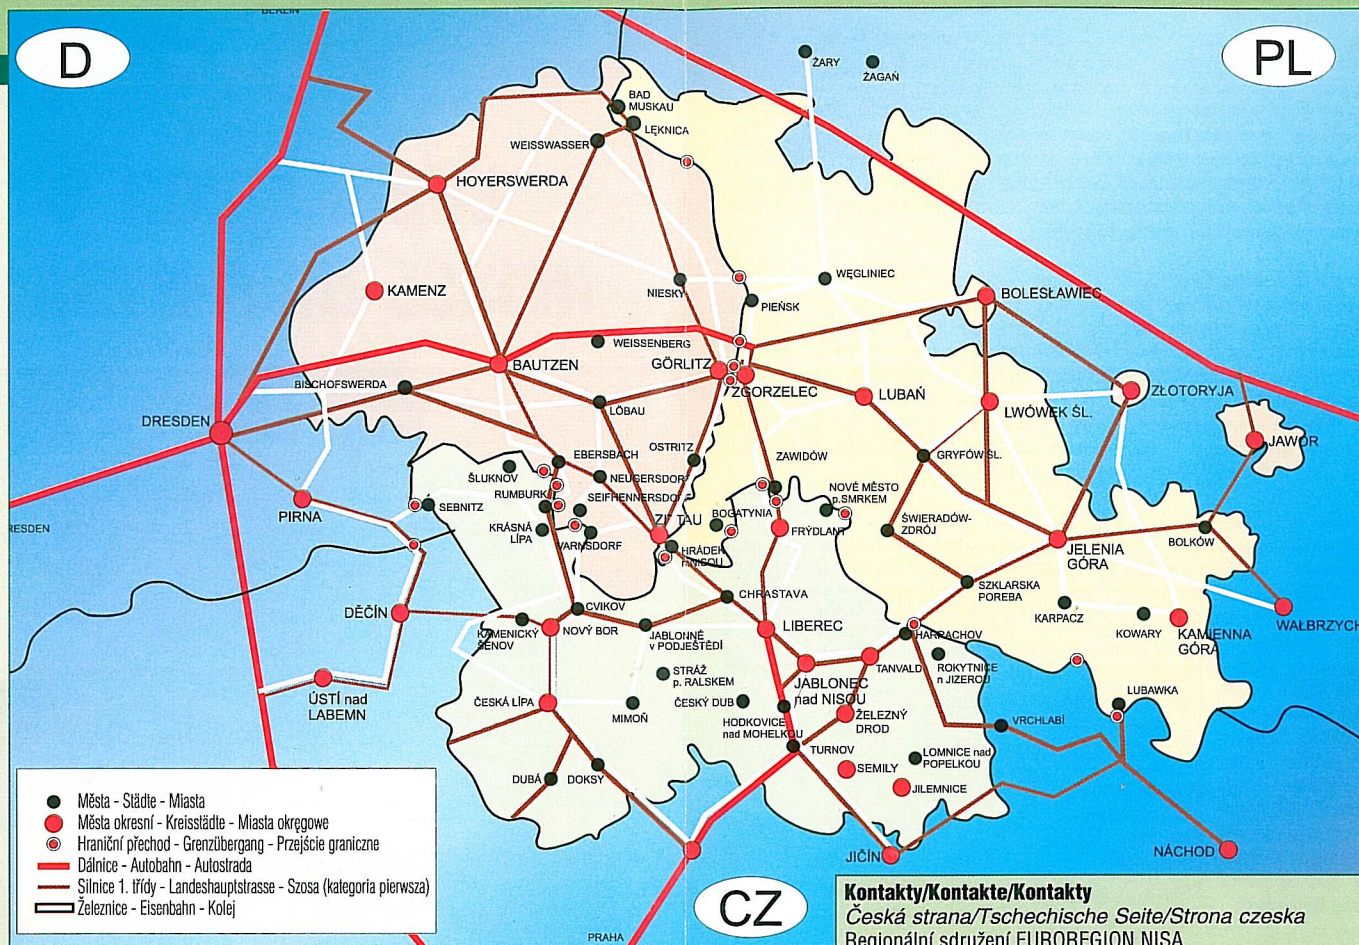 BERLIN
D
PL
ŻARY
ŻAGAŃ
BAD
MUSKAU
ŁĘKNICA
WEISSWASSER
HOYERSWERDA
WĘGLINIEC
NIESKY
KAMENZ
PIEŃSK
BOLESŁAWIEC
WEISSENBERG
BAUTZEN
GÖRLITZ
BISCHOFSWERDA
ZGORZELEC
LUBAŃ
ZŁOTORYJA
LWÓWEK ŚL.
LÖBAU
DRESDEN
JAWOR
OSTRITZ
EBERSBACH
ZAWIDÓW
GRYFÓW ŚL.
ŠLUKNOV
NEUGERSDORF
RUMBURK
SEIFHENNERSDORF
NOVÉ MĚSTO
p.SMRKEM
SEBNITZ
PIRNA
BOGATYNIA
KRÁSNÁ
LÍPA
ZITTAU
FRÝDLANT
ŚWIERADÓW-
ZDRÓJ
DRESDEN
VARNSDORF
HRÁDEK
n.NISOU
JELENIA
GÓRA
BOLKÓW
SZKLARSKA
POREBA
CHRASTAVA
DĚČÍN
CVIKOV
KARPACZ
KOWARY
KAMIENNA
GÓRA
WAŁBRZYCH
KAMENICKÝ
ŠENOV
NOVÝ BOR
JABLONNÉ
v PODJEŠTĚDÍ
LIBEREC
HARRACHOV
TANVALD
ROKYTNICE
n JIZEROU
STRÁŽ
p. RALSKEM
JABLONEC
nad NISOU
ÚSTÍ nad
LABEMN
ČESKÁ LÍPA
ČESKÝ DUB
LUBAWKA
MIMOŇ
HODKOVICE
nad MOHELKOU
ŽELEZNÝ
DROD
VRCHLABÍ
TURNOV
LOMNICE nad
POPELKOU
DUBÁ
DOKSY
SEMILY
JILEMNICE
JIČÍN
NÁCHOD
Města - Städte - Miasta
Města okresní - Kreisstädte - Miasta okręgowe
Hraniční přechod - Grenzübergang - Przejście graniczne
Dálnice - Autobahn - Autostrada
Silnice 1. třídy - Landeshauptstrasse - Szosa (kategoria pierwsza)
Železnice - Eisenbahn - Kolej
CZ
PRAHA
Kontakty/Kontakte/Kontakty
Česká strana/Tschechische Seite/Strona czeska
Regionální sdružení EUROREGION NISA